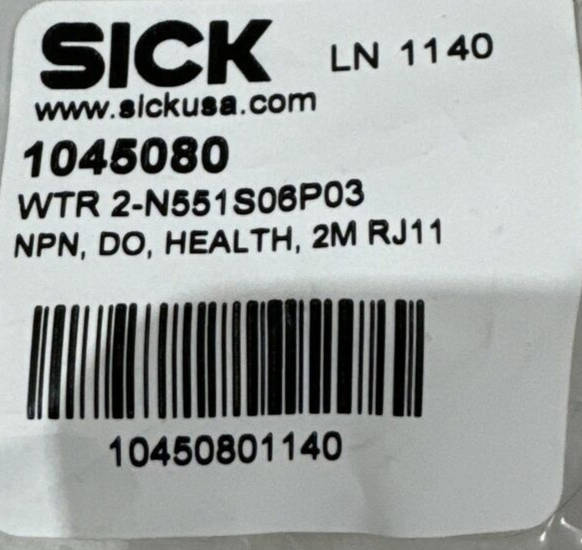 SICK LN 1140
www.sickusa.com
1045080
WTR 2-N551S06P03
NPN, DO, HEALTH, 2M RJ11
10450801140